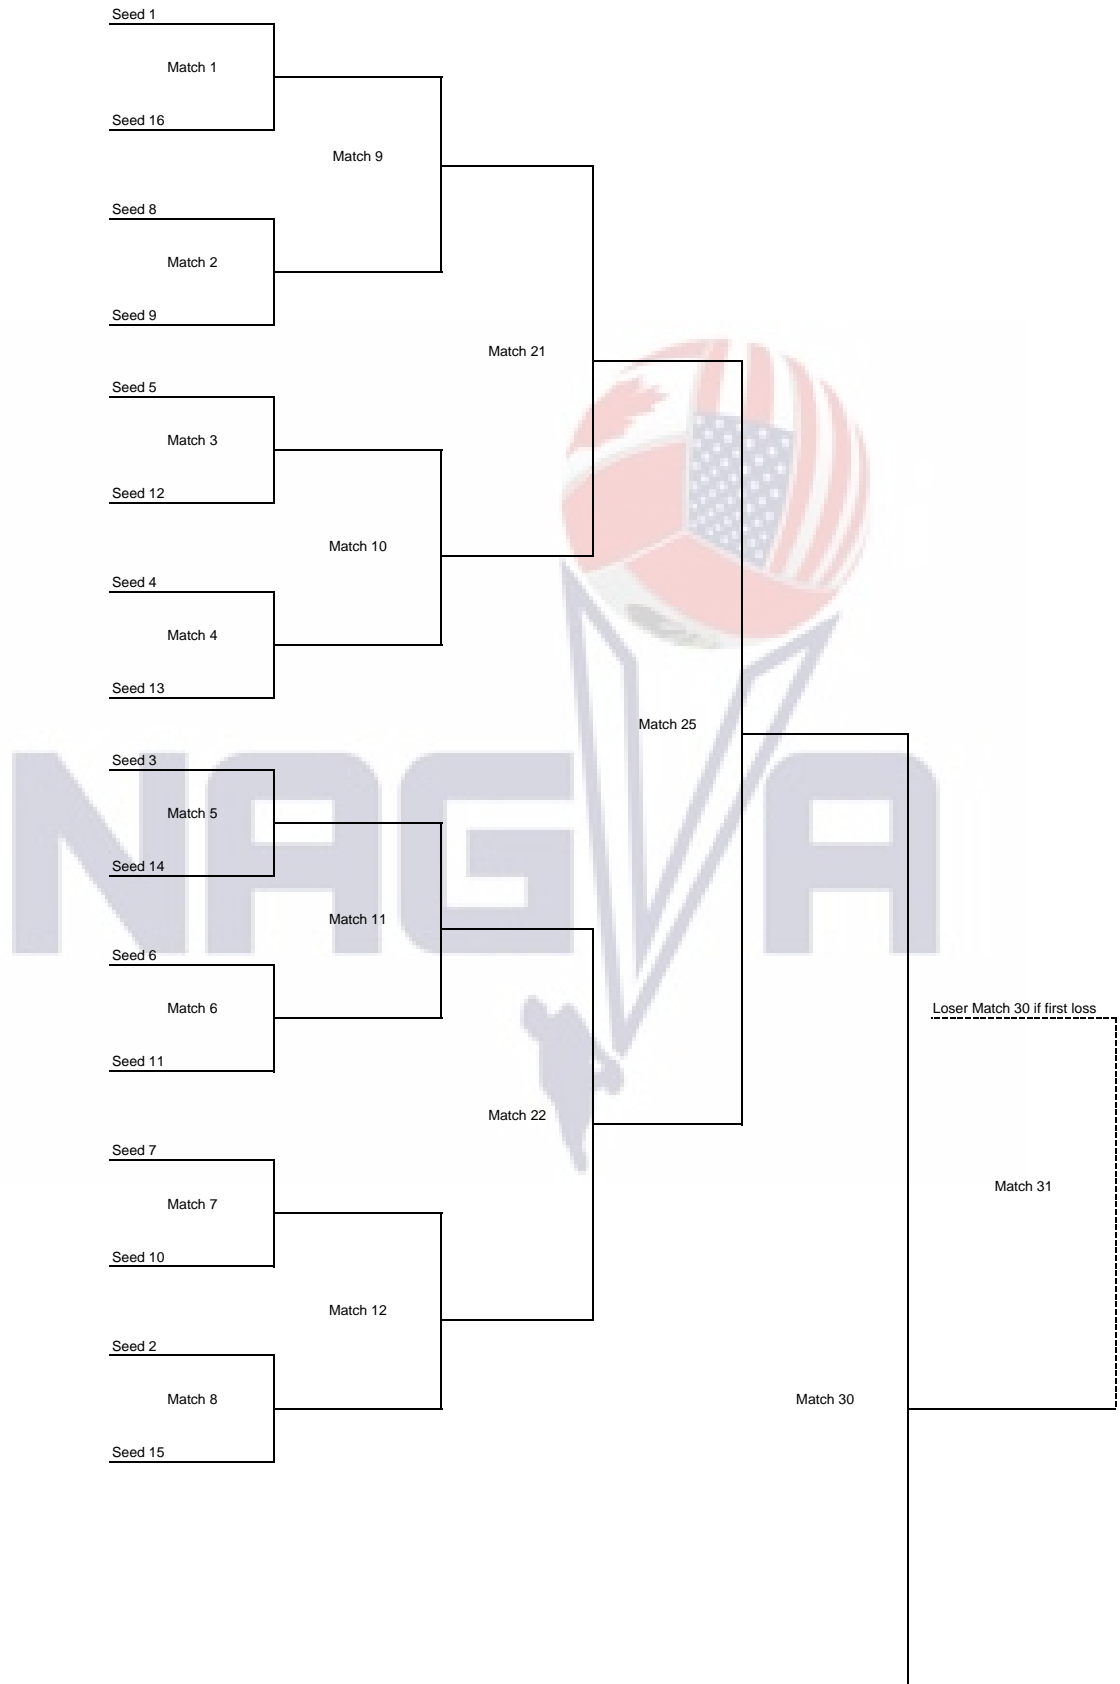 Seed 1
Match 1
Seed 16
Match 9
Seed 8
Match 2
Seed 9
Match 21
Seed 5
Match 3
Seed 12
Match 10
Seed 4
Match 4
Seed 13
Match 25
NAGVA
Seed 3
Match 5
Seed 14
Match 11
Seed 6
Match 6
Loser Match 30 if first loss
Seed 11
Match 22
Seed 7
Match 31
Match 7
Seed 10
Match 12
Seed 2
Match 8
Match 30
Seed 15